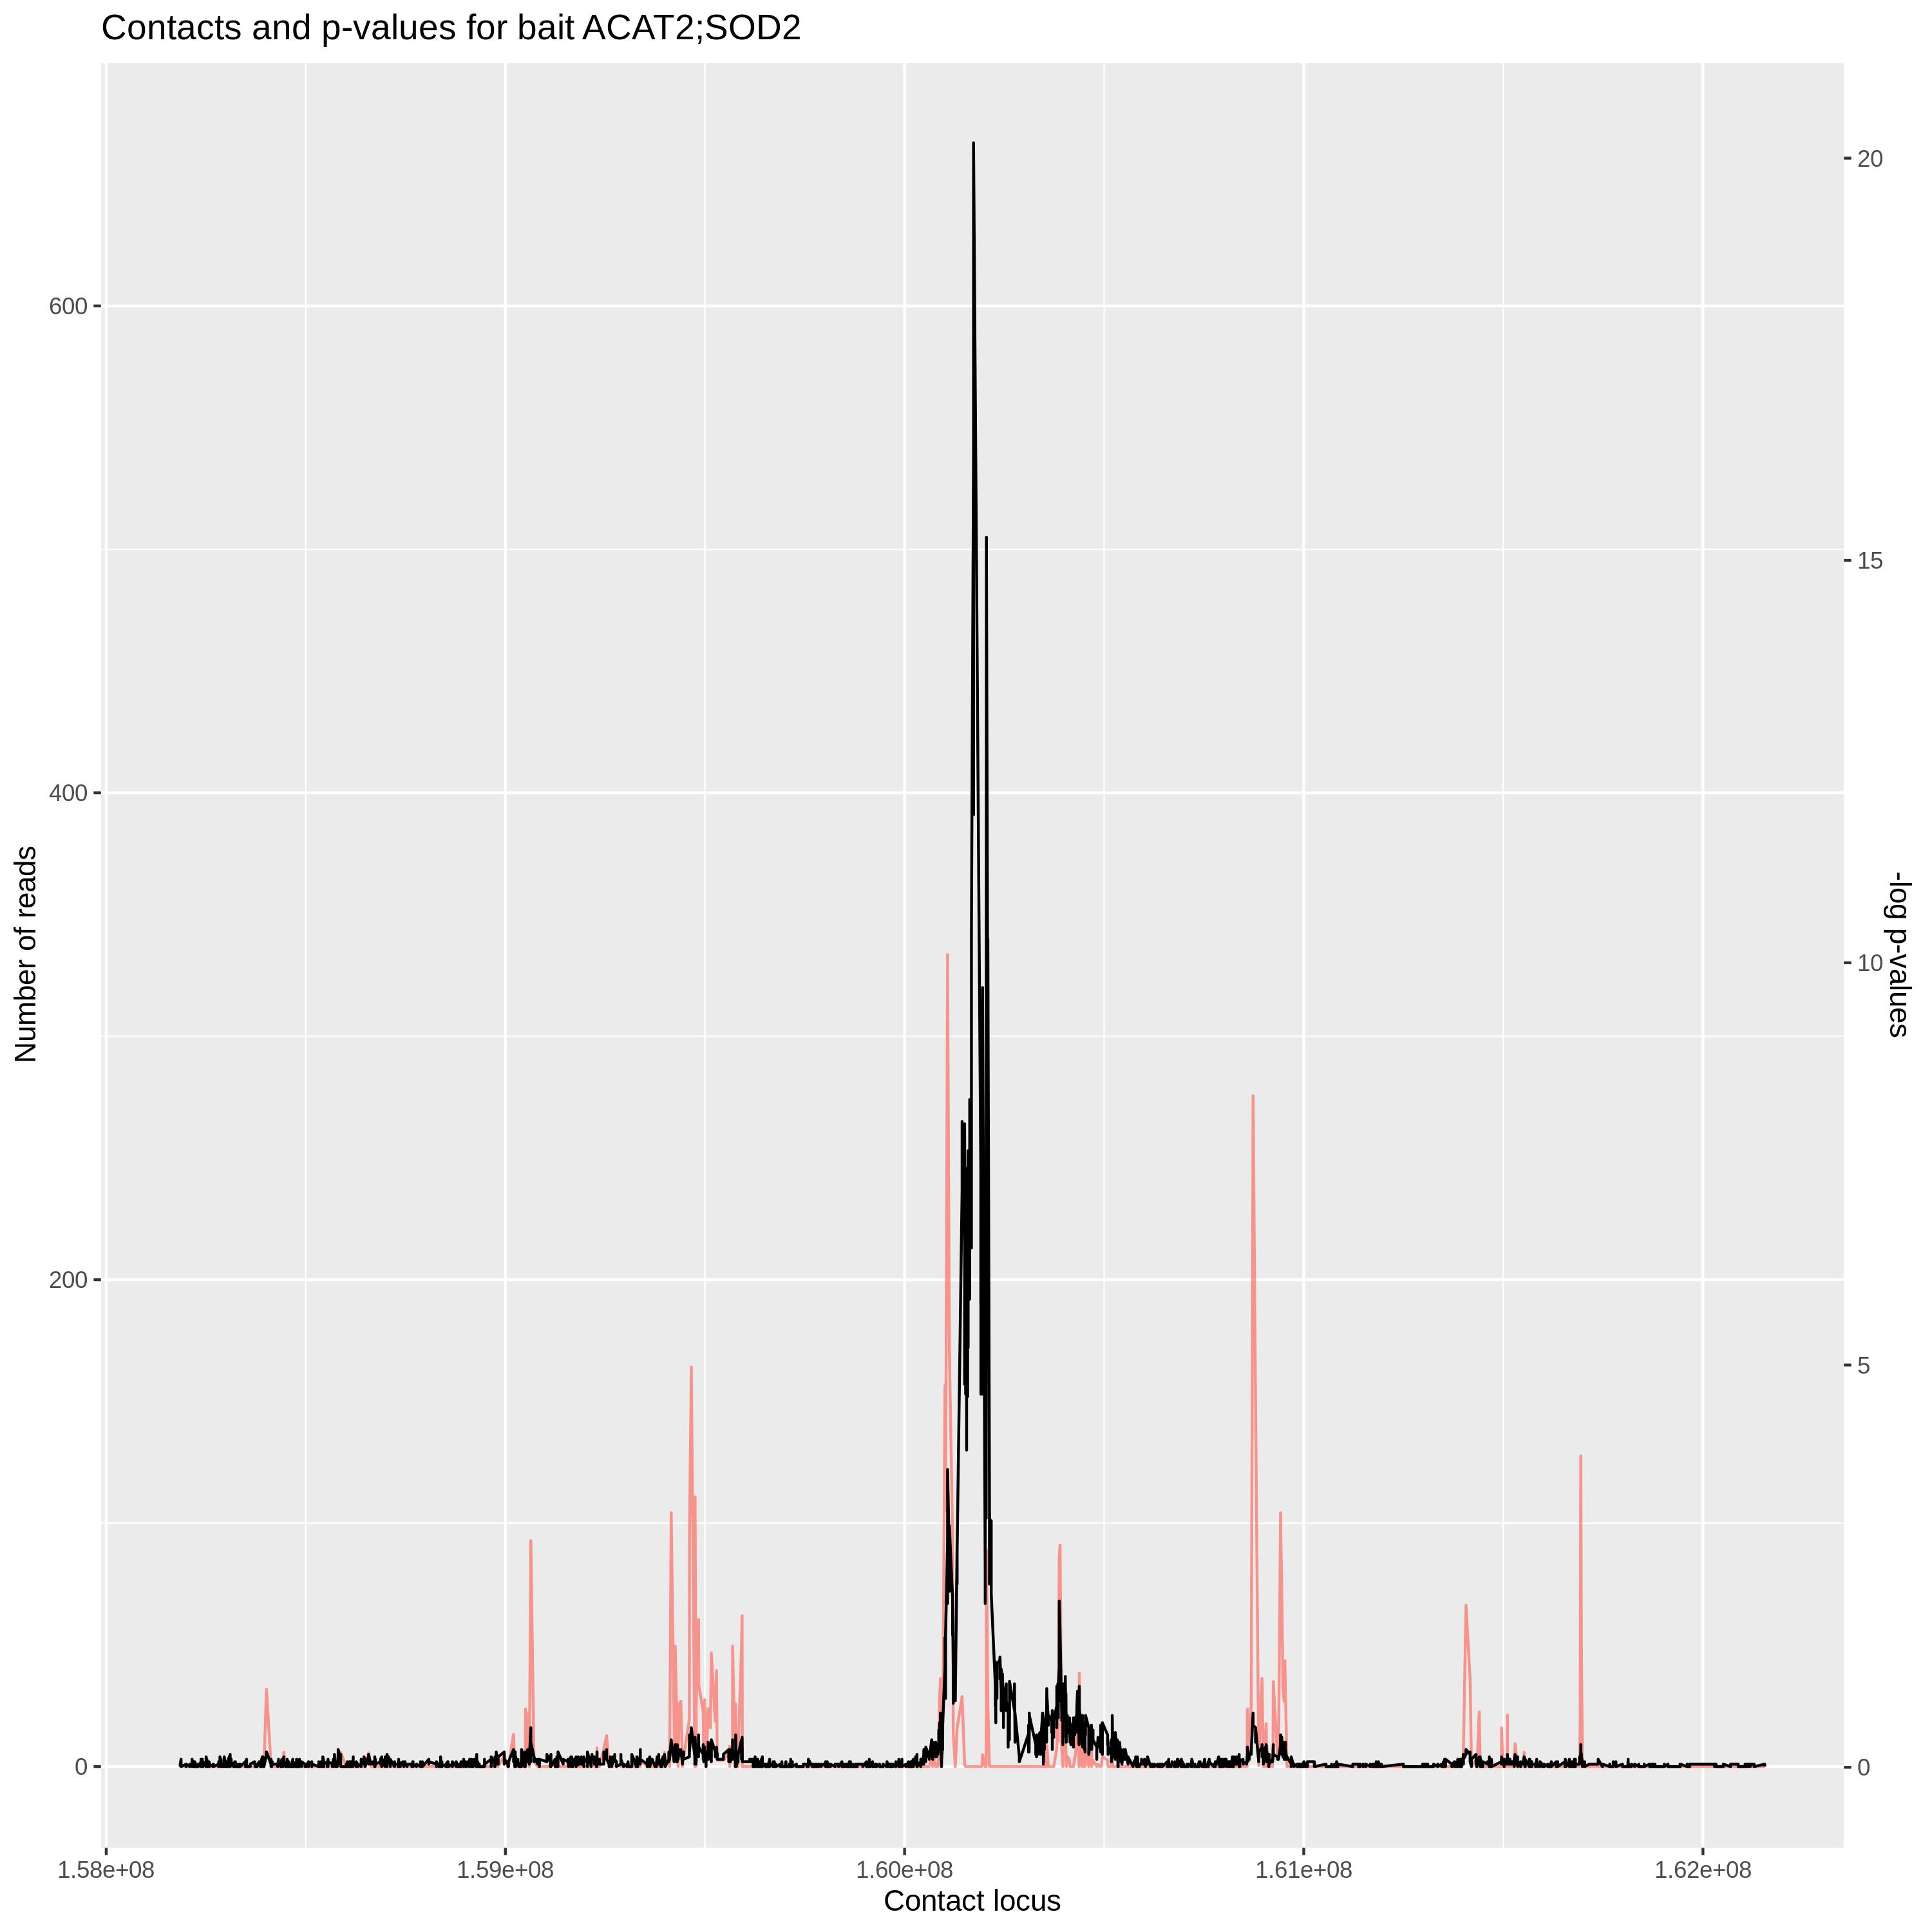 Contacts and p-values for bait ACAT2;SOD2
Number of reads
600
400
200
0
20
15
10
5
0
-log p-values
1.58e+08
1.59e+08
1.60e+08
1.61e+08
1.62e+08
Contact locus